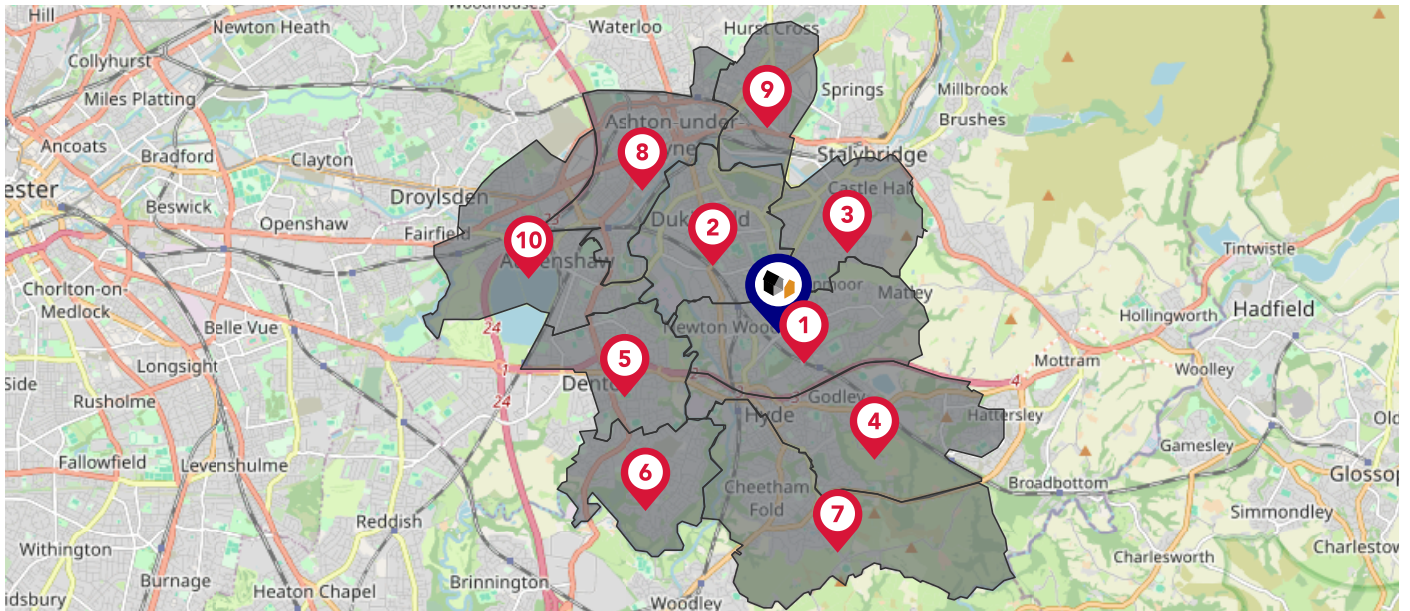 Hill
Woodhouses
Newton Heath
Waterloo
Hurst Cross
Collyhurst
Miles Platting
9
Springs
Millbrook
Brushes
Ashton-under-
Ancoats
Bradford
Clayton
8
Stalybridge
ester
Droylsden
Castle Hall
Beswick
Openshaw
Fairfield
23
2
3
10
Tintwistle
Chorlton-on-
Medlock
Matley
Hadfield
Hollingworth
Belle Vue
24
Newton Wood
1
Longsight
5
1
Mottram
Woolley
Side
Denton
4
Rusholme
24
3
Godley
Hyde
Hattersley
4
Gamesley
Fallowfield
Levenshulme
6
Glossop
Cheetham
Fold
Broadbottom
7
Simmondley
Reddish
Withington
Charlesworth
Charlestow
Burnage
Heaton Chapel
Brinnington
Woodley
idsbury